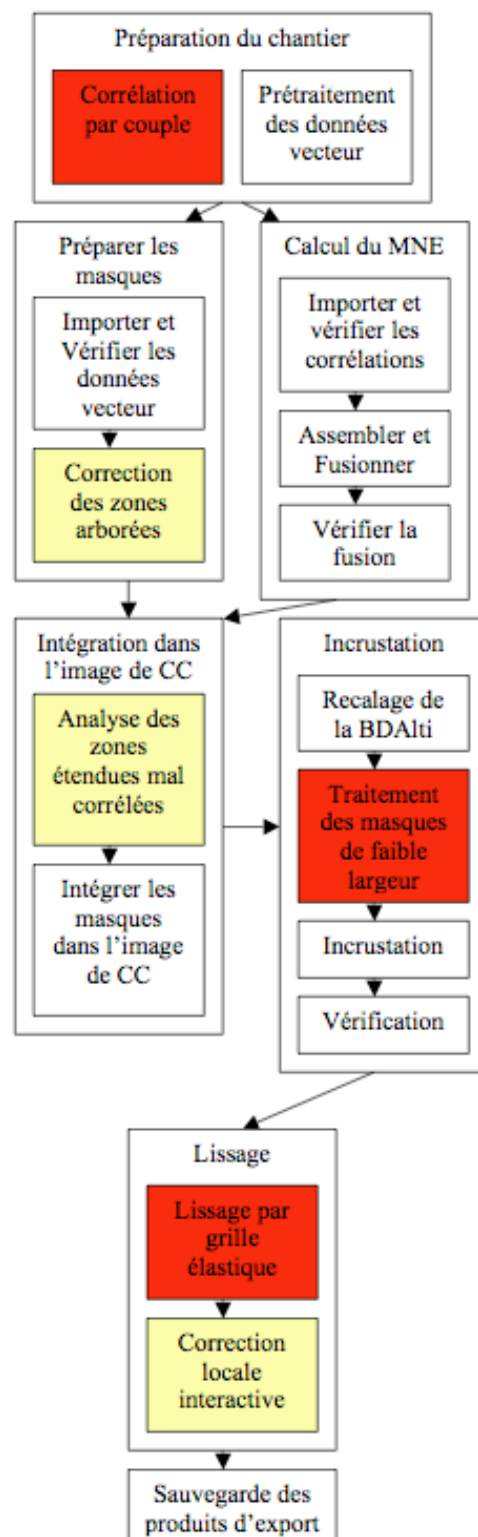 Préparation du chantier
Corrélation
par couple
Prétraitement
des données
vecteur
Préparer les
masques
Importer et
Vérifier les
données
vecteur
Correction
des zones
arborées
Calcul du MNE
Importer et
vérifier les
corrélations
Assembler et
Fusionner
Vérifier la
fusion
Intégration dans
l'image de CC
Analyse des
zones
étendues mal
corrélées
Intégrer les
masques
dans l'image
de CC
Incrustation
Recalage de
la BDAlti
Traitement
des masques
de faible
largeur
Incrustation
Vérification
Lissage
Lissage par
grille
élastique
Correction
locale
interactive
Sauvegarde des
produits d'export